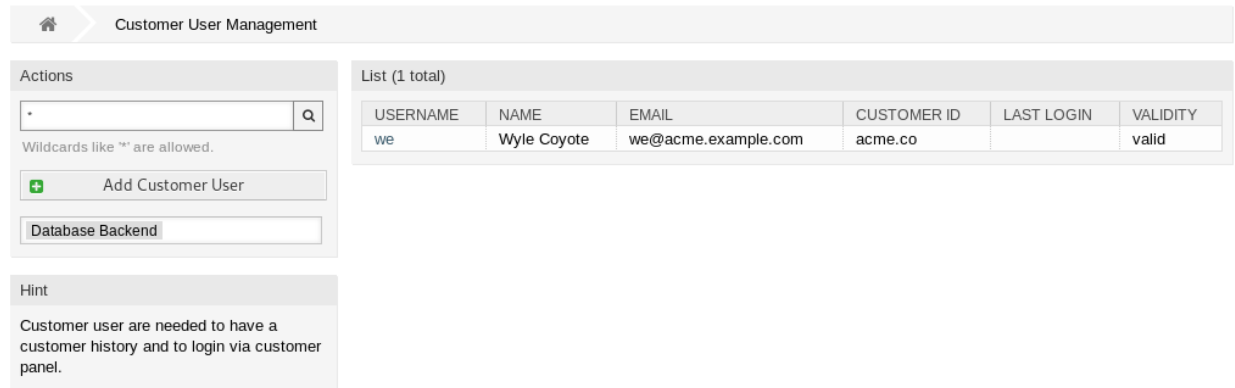 Customer User Management
Actions
*
Wildcards like '*' are allowed.
Add Customer User
Database Backend
Hint
Customer user are needed to have a
customer history and to login via customer
panel.
List (1 total)
USERNAME NAME EMAIL CUSTOMER ID LAST LOGIN VALIDITY
we Wyle Coyote we@acme.example.com acme.co valid